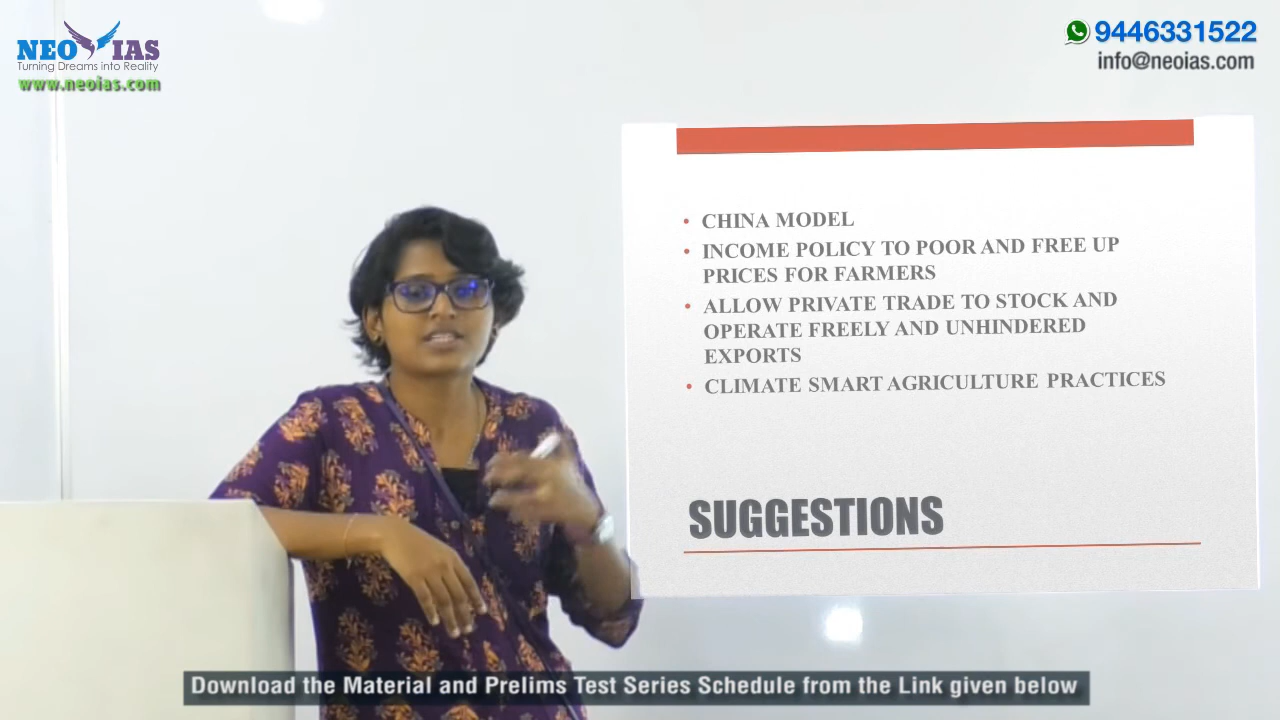 NEO IAS
Turning Dreams into Reality
www.neoias.com
9446331522
info@neoias.com
• CHINA MODEL
• INCOME POLICY TO POOR AND FREE UP
PRICES FOR FARMERS
• ALLOW PRIVATE TRADE TO STOCK AND
OPERATE FREELY AND UNHINDERED
EXPORTS
• CLIMATE SMART AGRICULTURE PRACTICES
SUGGESTIONS
Download the Material and Prelims Test Series Schedule from the Link given below